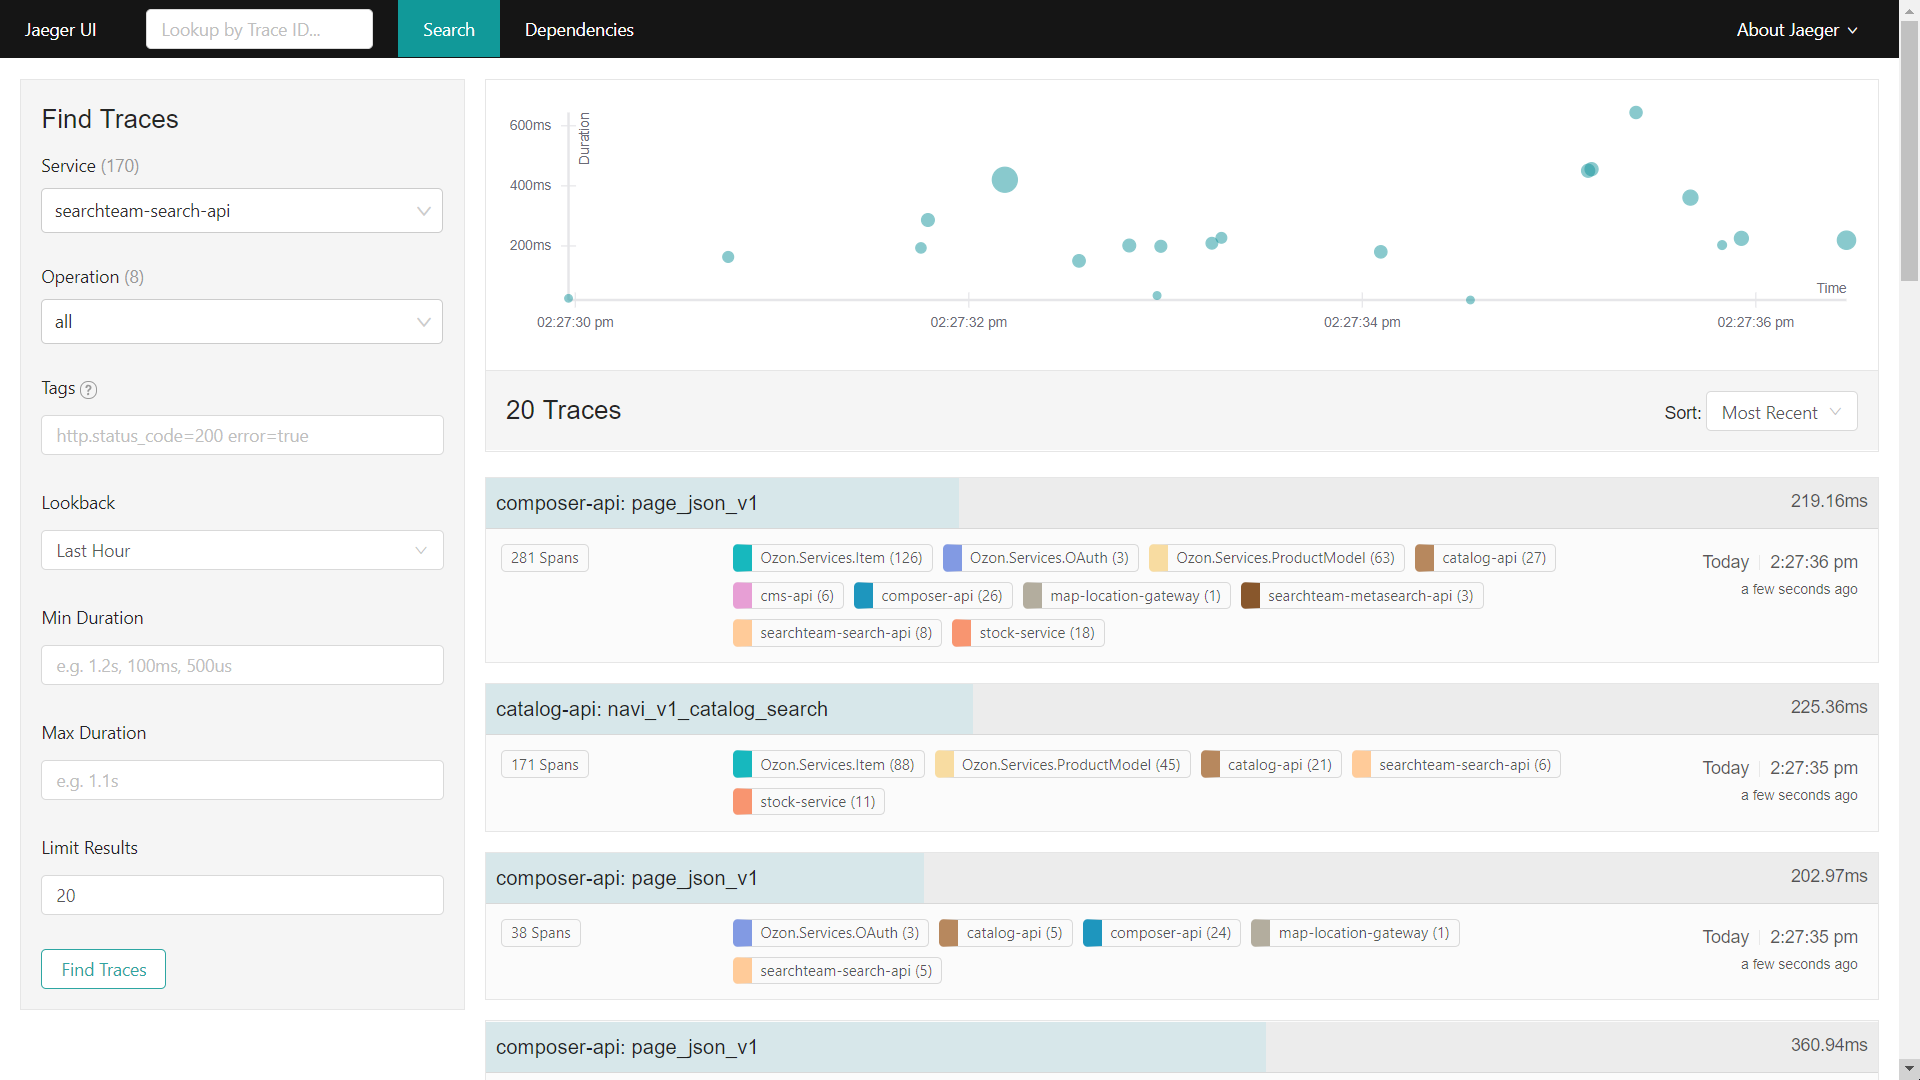 Jaeger UI
Lookup by Trace ID...
Search
Dependencies
About Jaeger
Find Traces
Service (170)
searchteam-search-api
Operation (8)
all
Tags ?
http.status_code=200 error=true
Lookback
Last Hour
Min Duration
e.g. 1.2s, 100ms, 500us
Max Duration
e.g. 1.1s
Limit Results
20
Find Traces
Duration
600ms
400ms
200ms
Time
02:27:30 pm
02:27:32 pm
02:27:34 pm
02:27:36 pm
20 Traces
Sort: Most Recent
composer-api: page_json_v1
219.16ms
281 Spans
Ozon.Services.Item (126)
Ozon.Services.OAuth (3)
Ozon.Services.ProductModel (63)
catalog-api (27)
cms-api (6)
composer-api (26)
map-location-gateway (1)
searchteam-metasearch-api (3)
searchteam-search-api (8)
stock-service (18)
Today 2:27:36 pm
a few seconds ago
catalog-api: navi_v1_catalog_search
225.36ms
171 Spans
Ozon.Services.Item (88)
Ozon.Services.ProductModel (45)
catalog-api (21)
searchteam-search-api (6)
stock-service (11)
Today 2:27:35 pm
a few seconds ago
composer-api: page_json_v1
202.97ms
38 Spans
Ozon.Services.OAuth (3)
catalog-api (5)
composer-api (24)
map-location-gateway (1)
searchteam-search-api (5)
Today 2:27:35 pm
a few seconds ago
composer-api: page_json_v1
360.94ms